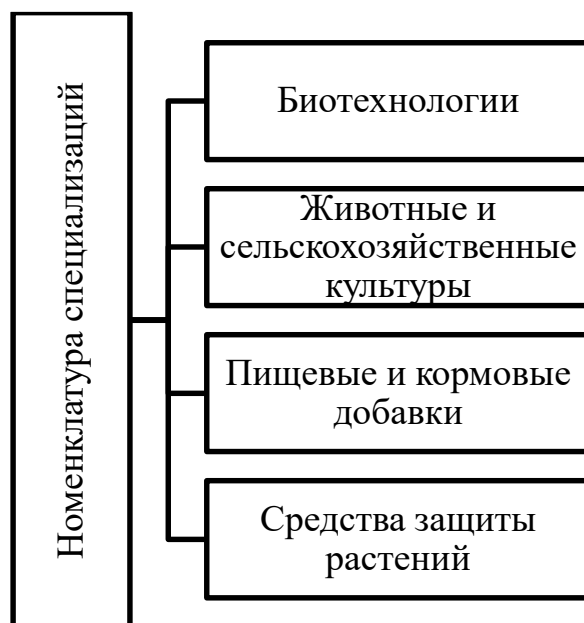 Номенклатура специализаций
Биотехнологии
Животные и
сельскохозяйственные
культуры
Пищевые и кормовые
добавки
Средства защиты
растений